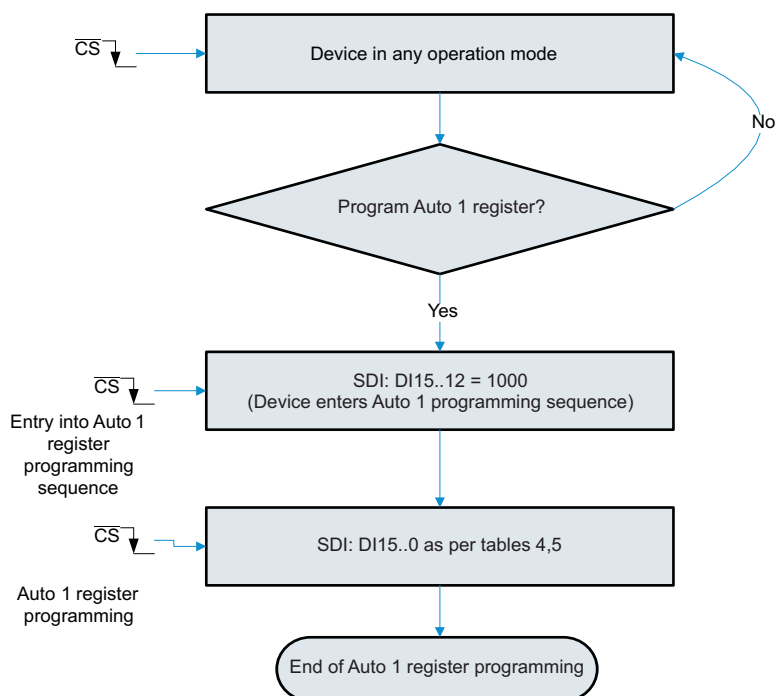 CS
Device in any operation mode
No
Program Auto 1 register?
Yes
CS
SDI: DI15..12 = 1000
(Device enters Auto 1 programming sequence)
Entry into Auto 1
register
programming
sequence
CS
SDI: DI15..0 as per tables 4,5
Auto 1 register
programming
End of Auto 1 register programming